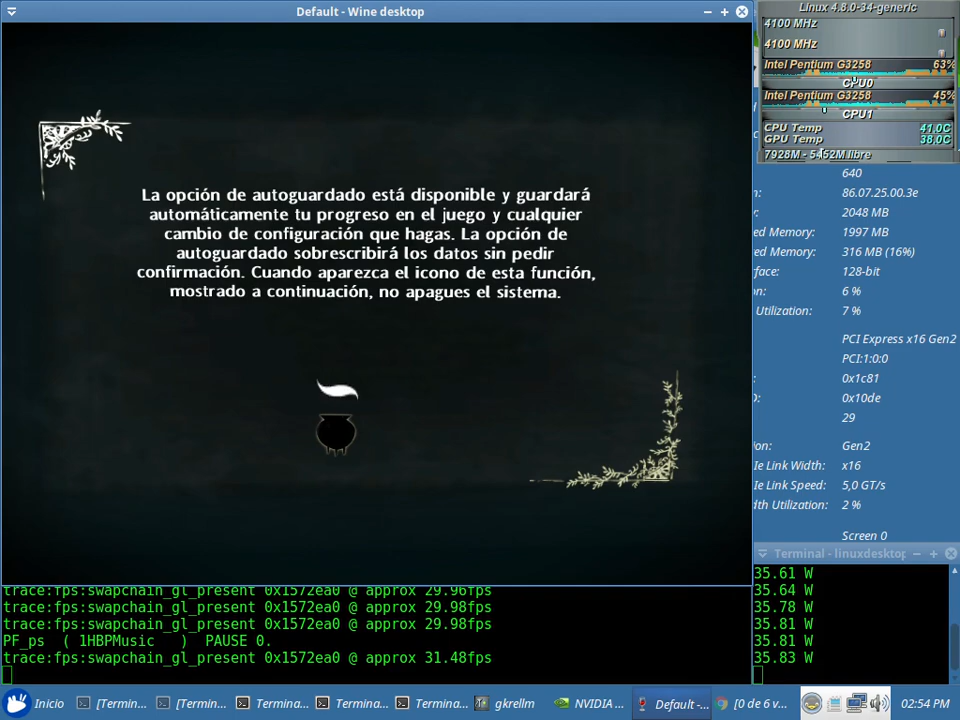 Default - Wine desktop
La opción de autoguardado está disponible y guardará
automáticamente tu progreso en el juego y cualquier
cambio de configuración que hagas. La opción de
autoguardado sobrescribirá los datos sin pedir
confirmación. Cuando aparezca el icono de esta función,
mostrado a continuación, no apagues el sistema.
trace:fps:swapchain_gl_present 0x1572ea0 @ approx 29.96fps
trace:fps:swapchain_gl_present 0x1572ea0 @ approx 29.98fps
trace:fps:swapchain_gl_present 0x1572ea0 @ approx 29.98fps
PF_ps ( 1HBPMusic ) PAUSE 0.
trace:fps:swapchain_gl_present 0x1572ea0 @ approx 31.48fps
Linux 4.8.0-34-generic
4100 MHz
4100 MHz
Intel Pentium G3258 63%
CPU0
Intel Pentium G3258 45%
CPU1
CPU Temp 41.0C
GPU Temp 38.0C
7928M - 5452M libre
640
86.07.25.00.3e
2048 MB
ed Memory: 1997 MB
ed Memory: 316 MB (16%)
rface: 128-bit
on: 6 %
Utilization: 7 %
PCI Express x16 Gen2
PCI:1:0:0
0x1c81
D: 0x10de
29
ion: Gen2
Ie Link Width: x16
Ie Link Speed: 5,0 GT/s
dth Utilization: 2 %
Screen 0
Terminal - linuxdesktop
35.61 W
35.64 W
35.78 W
35.81 W
35.81 W
35.83 W
Inicio [Termin... [Termin... Termina... Termina... Termina... gkrellm NVIDIA ... Default -... [0 de 6 v... 02:54 PM